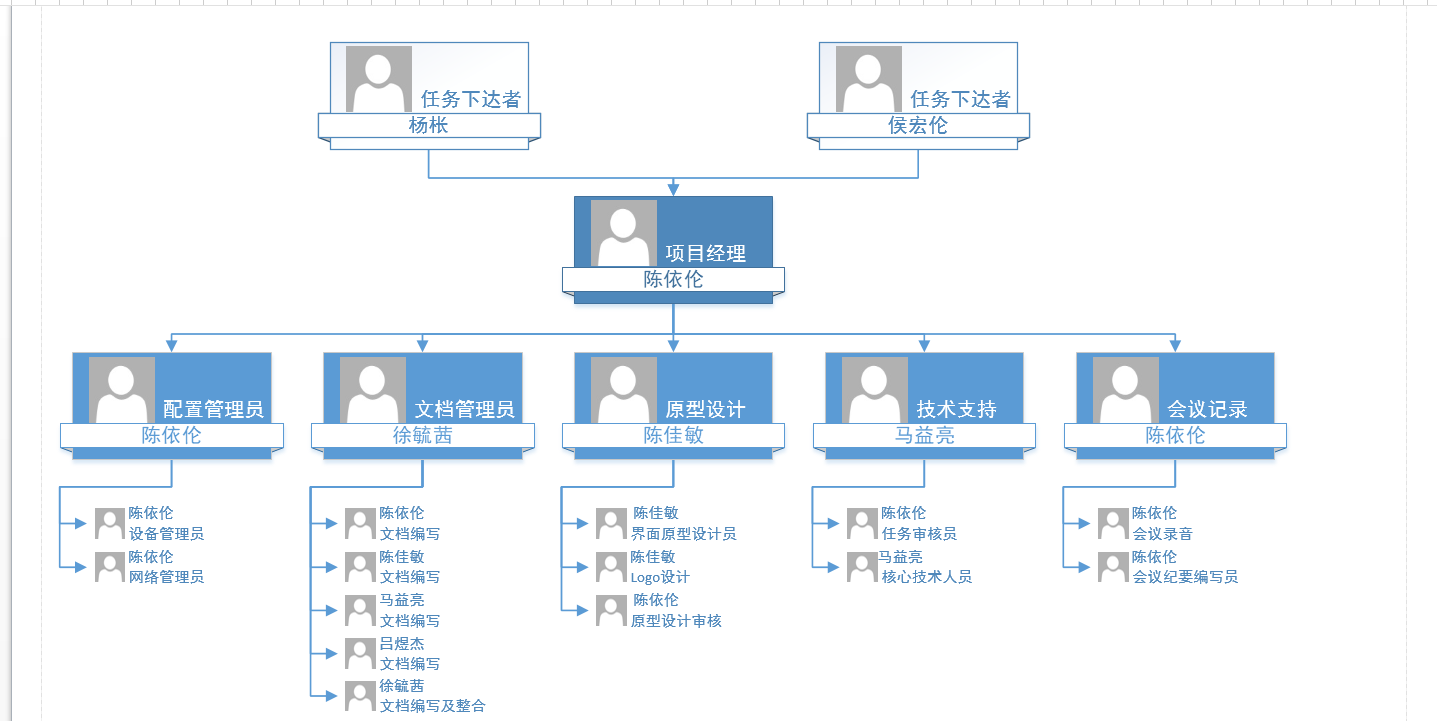 任务下达者
杨枨
任务下达者
侯宏伦
项目经理
陈依伦
配置管理员
陈依伦
文档管理员
徐毓茜
原型设计
陈佳敏
技术支持
马益亮
会议记录
陈依伦
陈依伦
设备管理员
陈依伦
网络管理员
陈依伦
文档编写
陈佳敏
文档编写
马益亮
文档编写
吕煜杰
文档编写
徐毓茜
文档编写及整合
陈佳敏
界面原型设计员
陈佳敏
Logo设计
陈依伦
原型设计审核
陈依伦
任务审核员
马益亮
核心技术人员
陈依伦
会议录音
陈依伦
会议纪要编写员